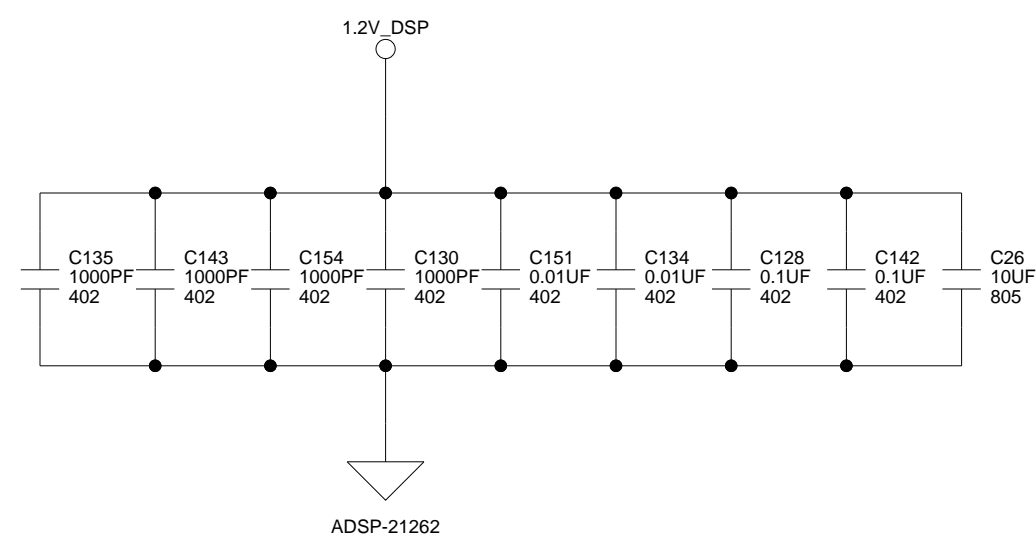 1.2V_DSP
C135
1000PF
402
C143
1000PF
402
C154
1000PF
402
C130
1000PF
402
C151
0.01UF
402
C134
0.01UF
402
C128
0.1UF
402
C142
0.1UF
402
C26
10UF
805
ADSP-21262